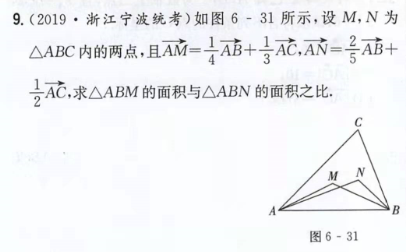 9.(2019·浙江宁波统考)如图 6-31 所示,设 M,N 为
△ABC内的两点,且$\overrightarrow{AM}=\frac{1}{4}\overrightarrow{AB}+\frac{1}{3}\overrightarrow{AC}$,$\overrightarrow{AN}=\frac{2}{5}\overrightarrow{AB}+$
$\frac{1}{2}\overrightarrow{AC}$,求△ABM 的面积与△ABN 的面积之比.
C
M N
A B
图 6-31